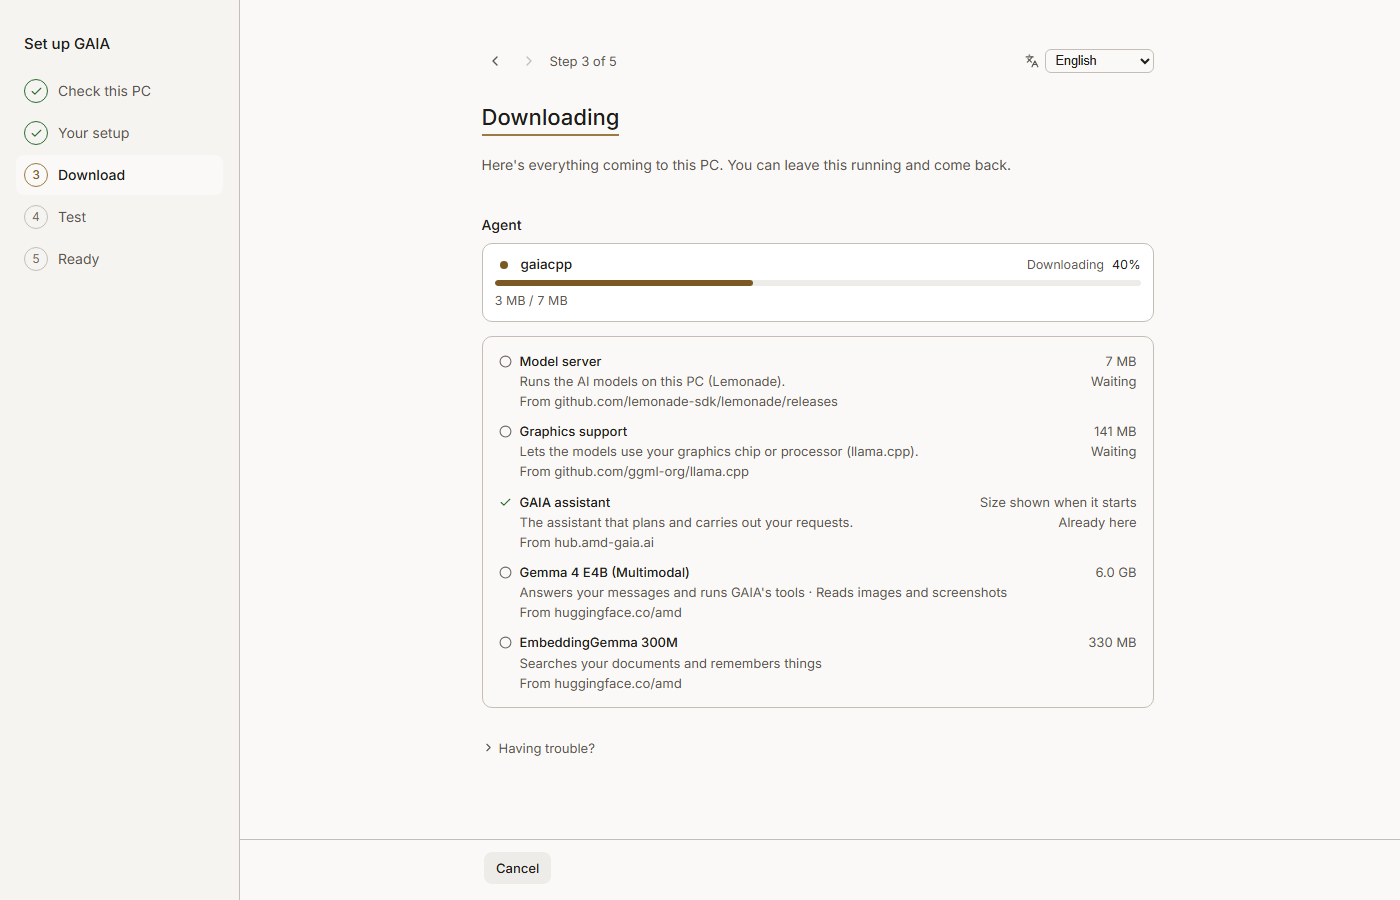 Set up GAIA
Check this PC
Your setup
3 Download
4 Test
5 Ready
Step 3 of 5
English
Downloading
Here's everything coming to this PC. You can leave this running and come back.
Agent
gaiacpp Downloading 40%
3 MB / 7 MB
Model server 7 MB
Runs the AI models on this PC (Lemonade). Waiting
From github.com/lemonade-sdk/lemonade/releases
Graphics support 141 MB
Lets the models use your graphics chip or processor (llama.cpp). Waiting
From github.com/ggml-org/llama.cpp
GAIA assistant Size shown when it starts
The assistant that plans and carries out your requests. Already here
From hub.amd-gaia.ai
Gemma 4 E4B (Multimodal) 6.0 GB
Answers your messages and runs GAIA's tools · Reads images and screenshots
From huggingface.co/amd
EmbeddingGemma 300M 330 MB
Searches your documents and remembers things
From huggingface.co/amd
Having trouble?
Cancel